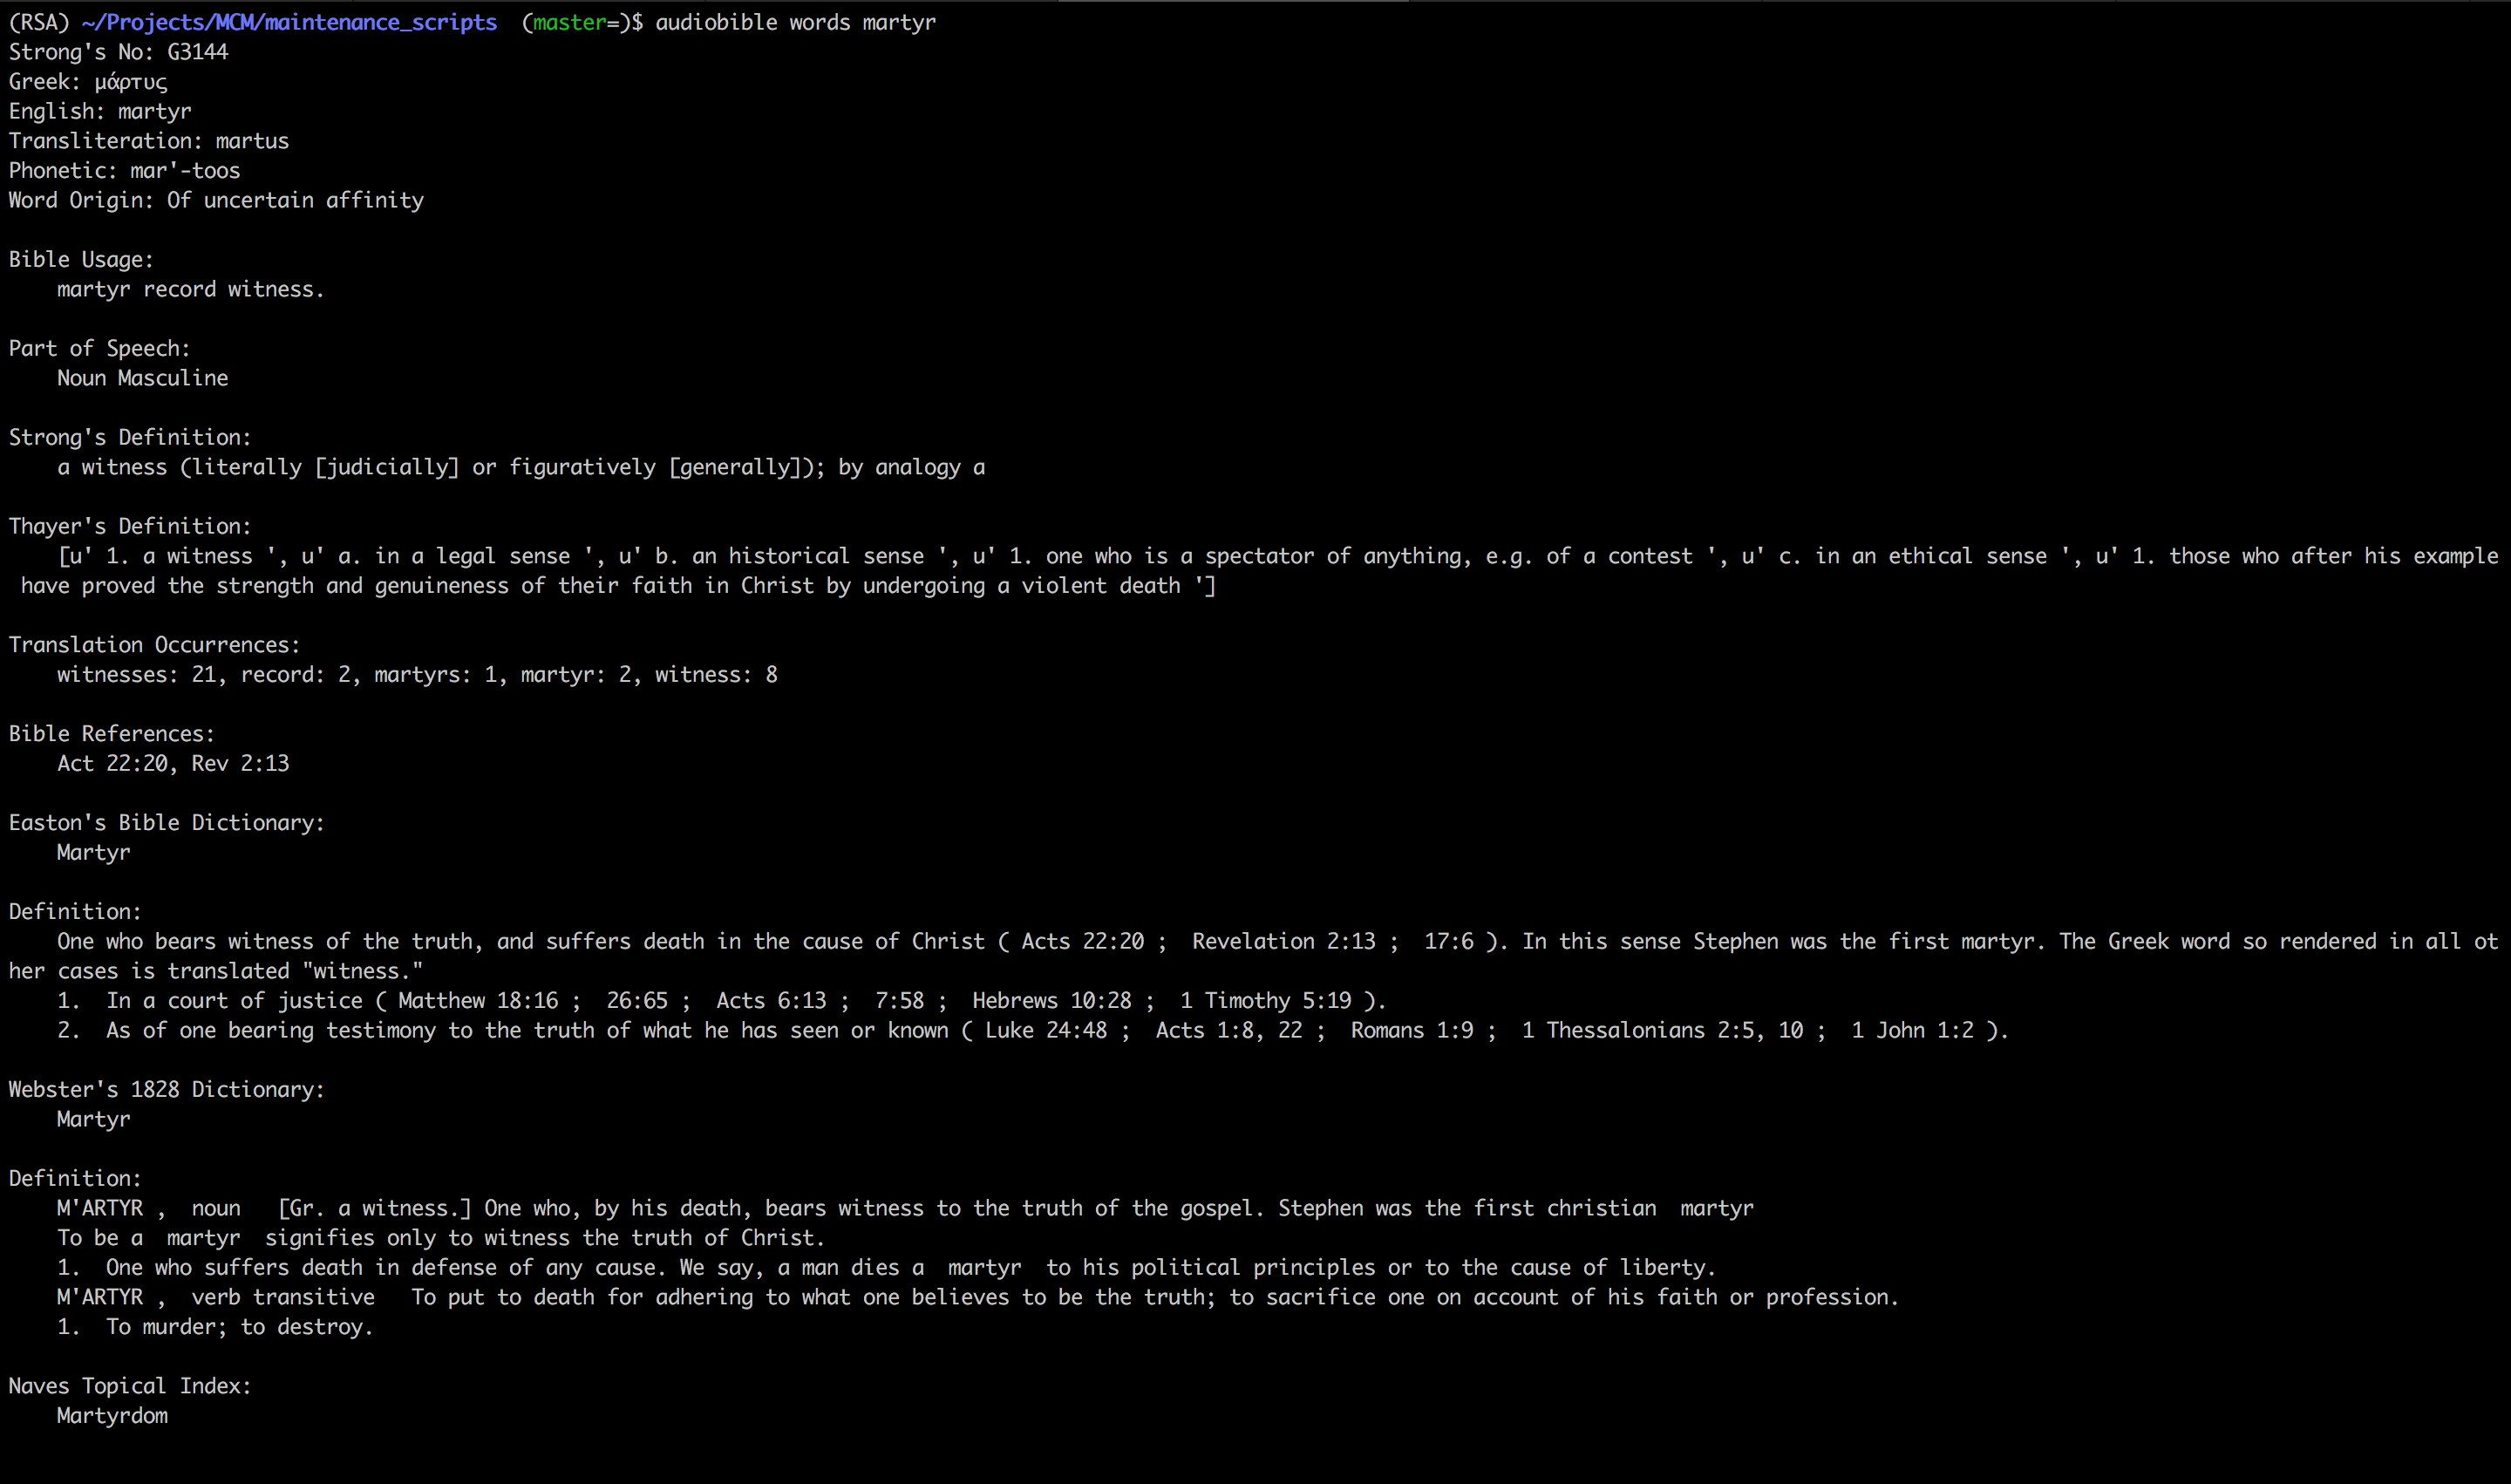 (RSA) ~/Projects/MCM/maintenance_scripts  (master=)$ audiobible words martyr
Strong's No: G3144
Greek: μάρτυς
English: martyr
Transliteration: martus
Phonetic: mar'-toos
Word Origin: Of uncertain affinity

Bible Usage:
    martyr record witness.

Part of Speech:
    Noun Masculine

Strong's Definition:
    a witness (literally [judicially] or figuratively [generally]); by analogy a

Thayer's Definition:
    [u' 1. a witness ', u' a. in a legal sense ', u' b. an historical sense ', u' 1. one who is a spectator of anything, e.g. of a contest ', u' c. in an ethical sense ', u' 1. those who after his example
 have proved the strength and genuineness of their faith in Christ by undergoing a violent death ']

Translation Occurrences:
    witnesses: 21, record: 2, martyrs: 1, martyr: 2, witness: 8

Bible References:
    Act 22:20, Rev 2:13

Easton's Bible Dictionary:
    Martyr

Definition:
    One who bears witness of the truth, and suffers death in the cause of Christ ( Acts 22:20 ;  Revelation 2:13 ;  17:6 ). In this sense Stephen was the first martyr. The Greek word so rendered in all ot
her cases is translated "witness."
    1.  In a court of justice ( Matthew 18:16 ;  26:65 ;  Acts 6:13 ;  7:58 ;  Hebrews 10:28 ;  1 Timothy 5:19 ).
    2.  As of one bearing testimony to the truth of what he has seen or known ( Luke 24:48 ;  Acts 1:8, 22 ;  Romans 1:9 ;  1 Thessalonians 2:5, 10 ;  1 John 1:2 ).

Webster's 1828 Dictionary:
    Martyr

Definition:
    M'ARTYR ,  noun   [Gr. a witness.] One who, by his death, bears witness to the truth of the gospel. Stephen was the first christian  martyr
    To be a  martyr  signifies only to witness the truth of Christ.
    1.  One who suffers death in defense of any cause. We say, a man dies a  martyr  to his political principles or to the cause of liberty.
    M'ARTYR ,  verb transitive   To put to death for adhering to what one believes to be the truth; to sacrifice one on account of his faith or profession.
    1.  To murder; to destroy.

Naves Topical Index:
    Martyrdom